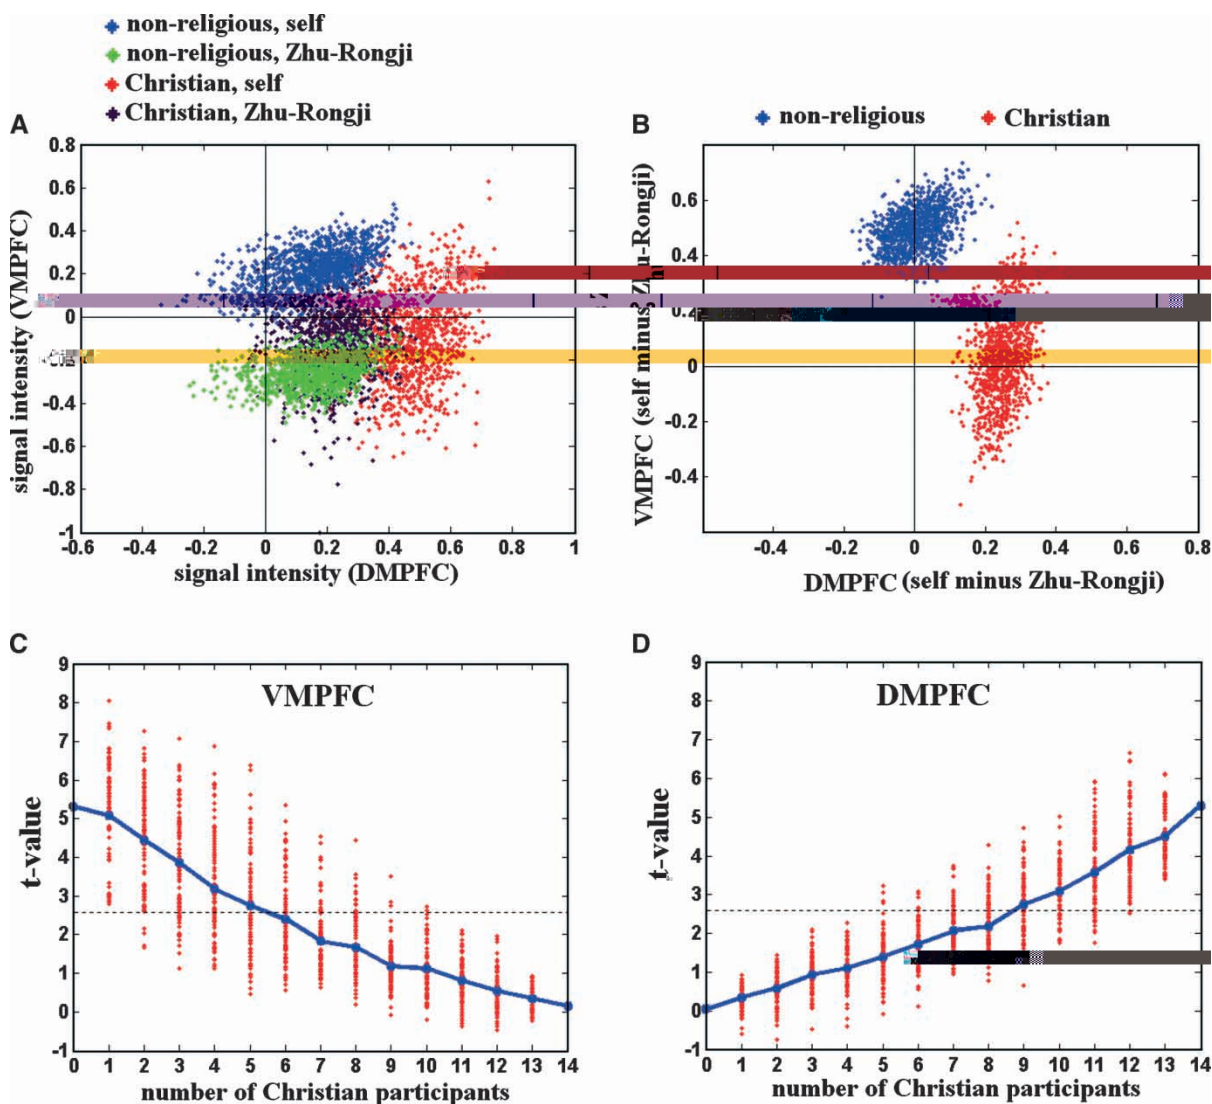 non-religious, self
non-religious, Zhu-Rongji
Christian, self
Christian, Zhu-Rongji
A
0.8
0.6
0.4
0.2
0
-0.4
-0.6
-0.8
-1
signal intensity (VMPFC)
-0.6 -0.4 -0.2 0 0.2 0.4 0.6 0.8 1
signal intensity (DMPFC)
B
non-religious Christian
0.6
0.4
0
-0.2
-0.4
VMPFC (self minus Zhu-Rongji)
-0.4 -0.2 0 0.2 0.4 0.6 0.8
DMPFC (self minus Zhu-Rongji)
C
VMPFC
9
8
7
6
5
4
3
2
1
0
-1
t-value
0 1 2 3 4 5 6 7 8 9 10 11 12 13 14
number of Christian participants
D
DMPFC
9
8
7
6
5
4
3
2
1
0
-1
t-value
0 1 2 3 4 5 6 7 8 9 10 11 12 13 14
number of Christian participants